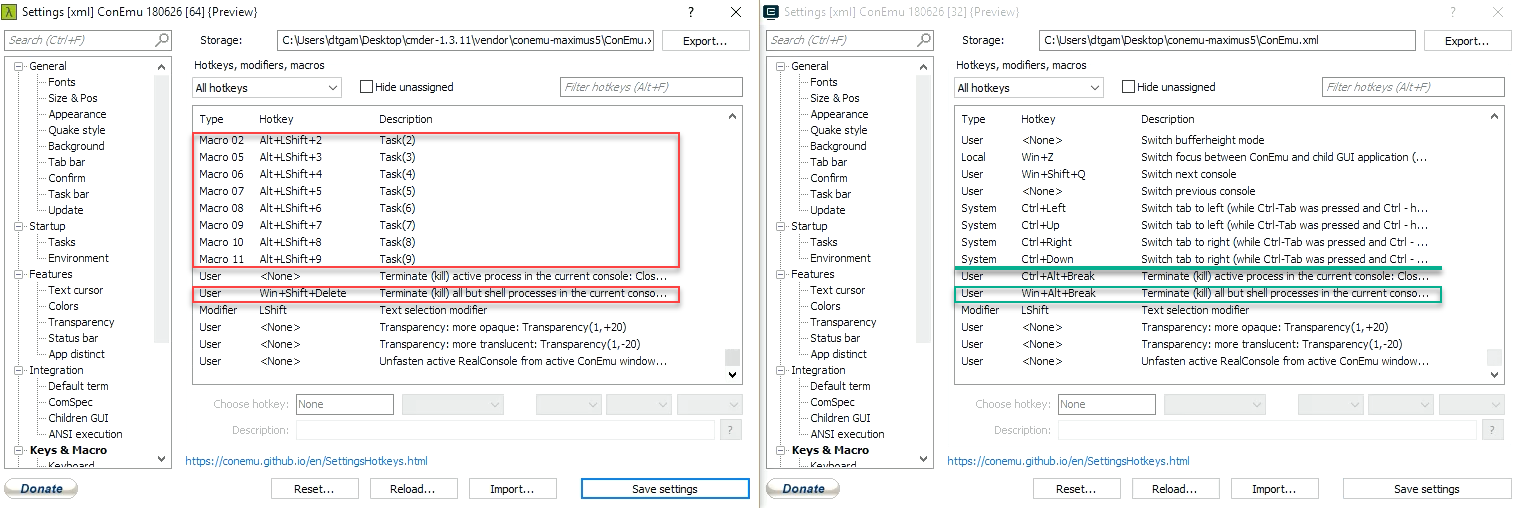 Settings [xml] ConEmu 180626 [64] {Preview}
?
Search (Ctrl+F)
Storage:
C:\Users\dtgam\Desktop\cmder-1.3.11\vendor\conemu-maximus5\ConEmu.x
Export...
General
Fonts
Size & Pos
Appearance
Quake style
Background
Tab bar
Confirm
Task bar
Update
Startup
Tasks
Environment
Features
Text cursor
Colors
Transparency
Status bar
App distinct
Integration
Default term
ComSpec
Children GUI
ANSI execution
Keys & Macro
Keyboard
Hotkeys, modifiers, macros
All hotkeys
Hide unassigned
Filter hotkeys (Alt+F)
Type Hotkey Description
Macro 02 Alt+LShift+2 Task(2)
Macro 05 Alt+LShift+3 Task(3)
Macro 06 Alt+LShift+4 Task(4)
Macro 07 Alt+LShift+5 Task(5)
Macro 08 Alt+LShift+6 Task(6)
Macro 09 Alt+LShift+7 Task(7)
Macro 10 Alt+LShift+8 Task(8)
Macro 11 Alt+LShift+9 Task(9)
User <None> Terminate (kill) active process in the current console: Clos...
User Win+Shift+Delete Terminate (kill) all but shell processes in the current conso...
Modifier LShift Text selection modifier
User <None> Transparency: more opaque: Transparency(1,+20)
User <None> Transparency: more translucent: Transparency(1,-20)
User <None> Unfasten active RealConsole from active ConEmu window...
Choose hotkey: None
Description:
?
https://conemu.github.io/en/SettingsHotkeys.html
Donate
Reset...
Reload...
Import...
Save settings
Settings [xml] ConEmu 180626 [32] {Preview}
?
Search (Ctrl+F)
Storage:
C:\Users\dtgam\Desktop\conemu-maximus5\ConEmu.xml
Export...
General
Fonts
Size & Pos
Appearance
Quake style
Background
Tab bar
Confirm
Task bar
Update
Startup
Tasks
Environment
Features
Text cursor
Colors
Transparency
Status bar
App distinct
Integration
Default term
ComSpec
Children GUI
ANSI execution
Keys & Macro
Keyboard
Hotkeys, modifiers, macros
All hotkeys
Hide unassigned
Filter hotkeys (Alt+F)
Type Hotkey Description
User <None> Switch bufferheight mode
Local Win+Z Switch focus between ConEmu and child GUI application (...
User Win+Shift+Q Switch next console
User <None> Switch previous console
System Ctrl+Left Switch tab to left (while Ctrl-Tab was pressed and Ctrl - h...
System Ctrl+Up Switch tab to left (while Ctrl-Tab was pressed and Ctrl - h...
System Ctrl+Right Switch tab to right (while Ctrl-Tab was pressed and Ctrl - ...
System Ctrl+Down Switch tab to right (while Ctrl-Tab was pressed and Ctrl - ...
User Ctrl+Alt+Break Terminate (kill) active process in the current console: Clos...
User Win+Alt+Break Terminate (kill) all but shell processes in the current conso...
Modifier LShift Text selection modifier
User <None> Transparency: more opaque: Transparency(1,+20)
User <None> Transparency: more translucent: Transparency(1,-20)
User <None> Unfasten active RealConsole from active ConEmu window...
Choose hotkey: None
Description:
?
https://conemu.github.io/en/SettingsHotkeys.html
Donate
Reset...
Reload...
Import...
Save settings